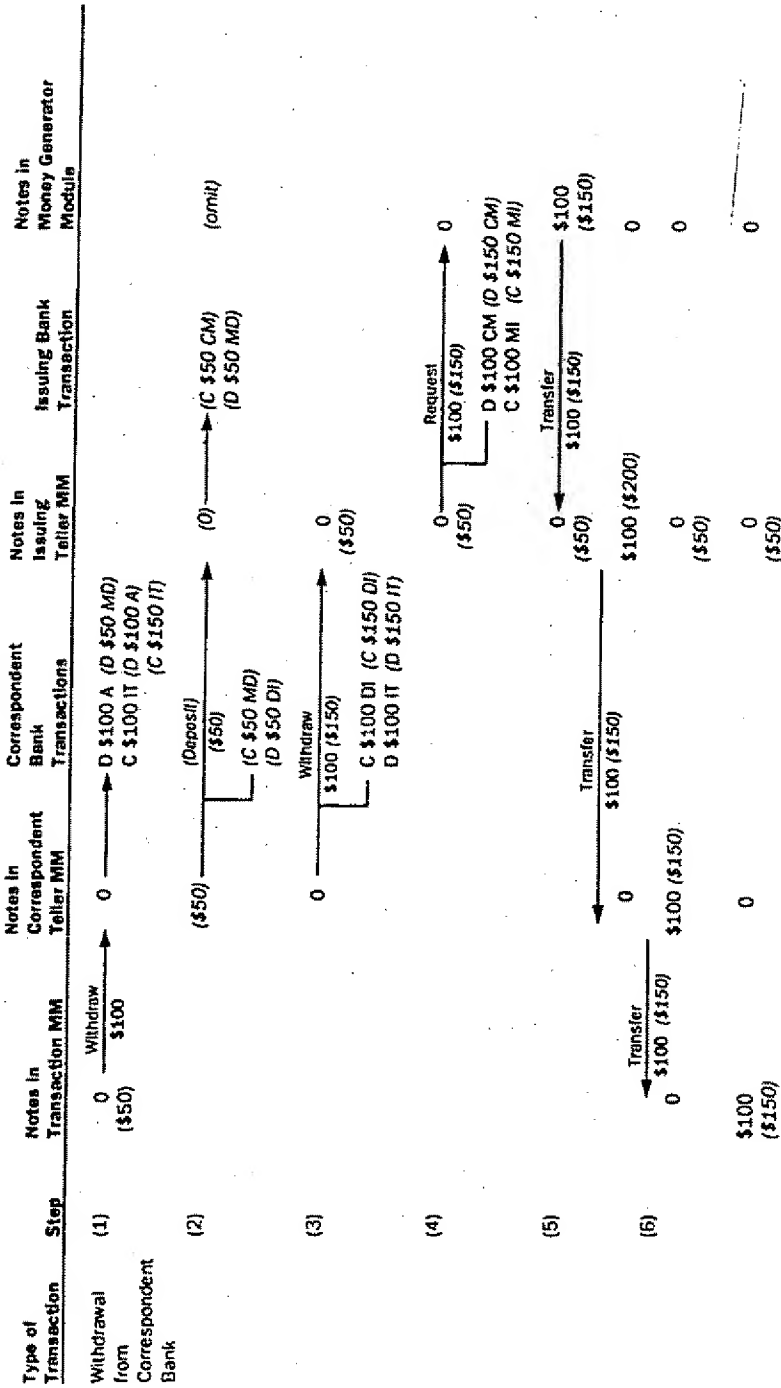 Type of Transaction
Step
Notes in Transaction MM
Notes in Correspondent Teller MM
Correspondent Bank Transactions
Notes in Issuing Teller MM
Issuing Bank Transaction
Notes in Money Generator Module
Withdrawal from Correspondent Bank
(1)
0
($50)
Withdraw
$100
0
D $100 A (D $50 MD)
C $100 IT (D $100 A)
(C $150 IT)
(2)
($50)
(Deposit)
($50)
(C $50 MD)
(D $50 DI)
(0)
(C $50 CM)
(D $50 MD)
(omit)
(3)
0
Withdraw
$100 ($150)
C $100 DI (C $150 DI)
D $100 IT (D $150 IT)
0
($50)
(4)
0
($50)
Request
$100 ($150)
D $100 CM (D $150 CM)
C $100 MI (C $150 MI)
0
(5)
0
($50)
Transfer
$100 ($150)
$100
($150)
Transfer
$100 ($150)
0
$100 ($200)
0
(6)
Transfer
$100 ($150)
0
$100 ($150)
0
($50)
0
$100
($150)
0
0
($50)
0